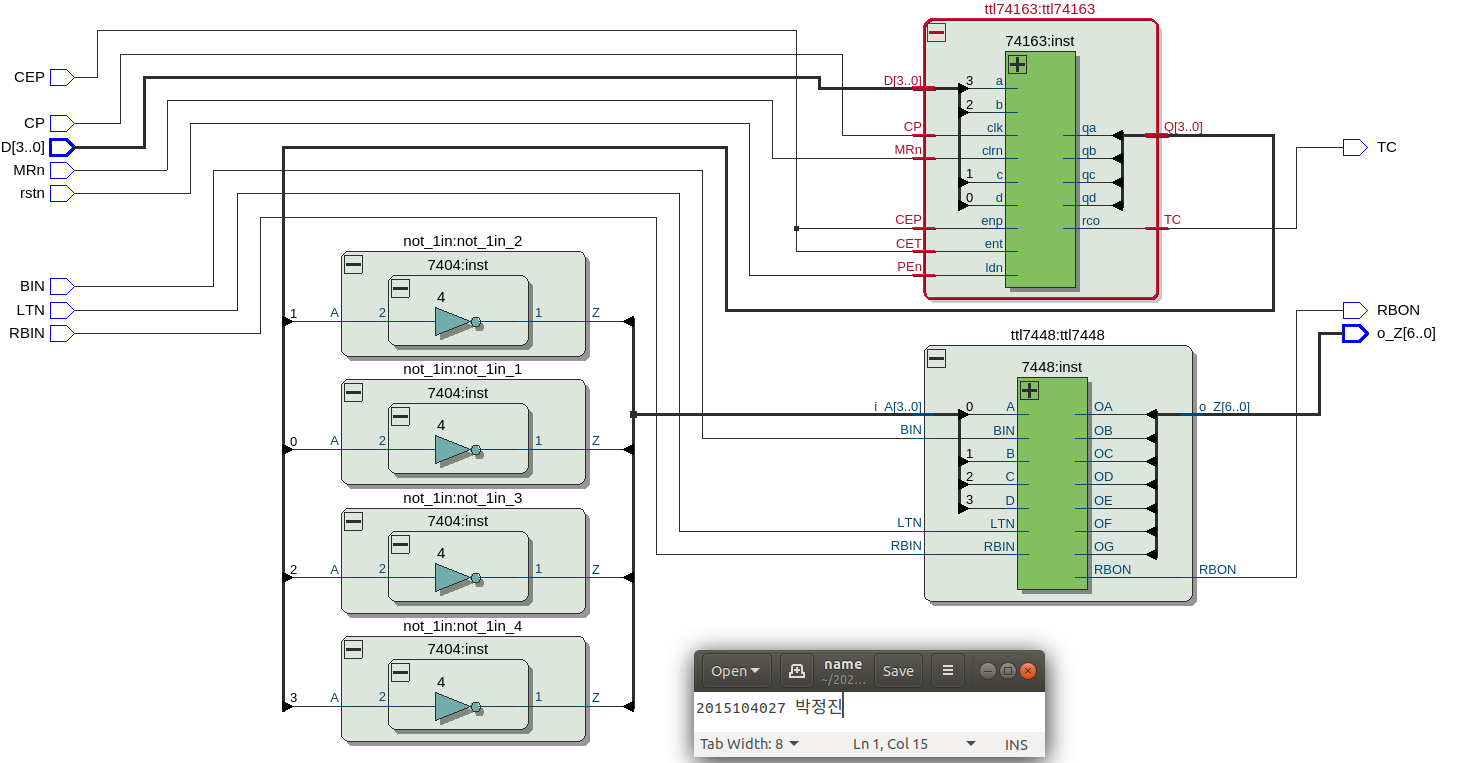 ttl74163:ttl74163
74163:inst
CEP
CP
D[3..0]
MRn
rstn
BIN
LTN
RBIN
D[3..0]
CP
MRn
CEP
CET
PEn
3
2
1
0
a
b
clk
clrn
c
d
enp
ent
ldn
qa
qb
qc
qd
rco
Q[3..0]
TC
TC
RBON
o_Z[6..0]
not_1in:not_1in_2
7404:inst
4
1
A
2
1
Z
not_1in:not_1in_1
7404:inst
4
0
A
2
1
Z
not_1in:not_1in_3
7404:inst
4
2
A
2
1
Z
not_1in:not_1in_4
7404:inst
4
3
A
2
1
Z
ttl7448:ttl7448
7448:inst
i_A[3..0]
BIN
LTN
RBIN
0
1
2
3
A
BIN
B
C
D
LTN
RBIN
OA
OB
OC
OD
OE
OF
OG
RBON
o_Z[6..0]
RBON
Open
name
~/202...
Save
2015104027 박정진
Tab Width: 8
Ln 1, Col 15
INS